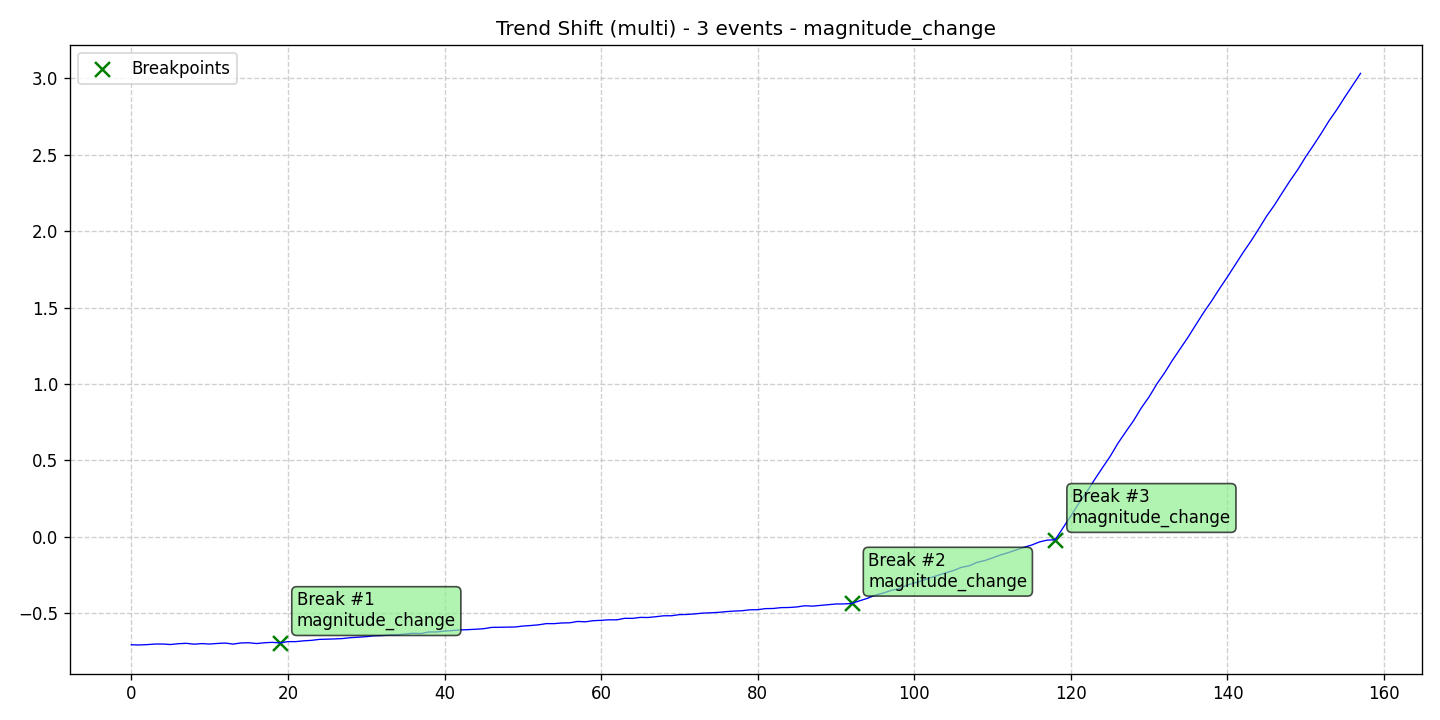 Trend Shift (multi) - 3 events - magnitude_change
Breakpoints
3.0
2.5
2.0
1.5
1.0
0.5
0.0
−0.5
Break #3
magnitude_change
Break #2
magnitude_change
Break #1
magnitude_change
0
20
40
60
80
100
120
140
160